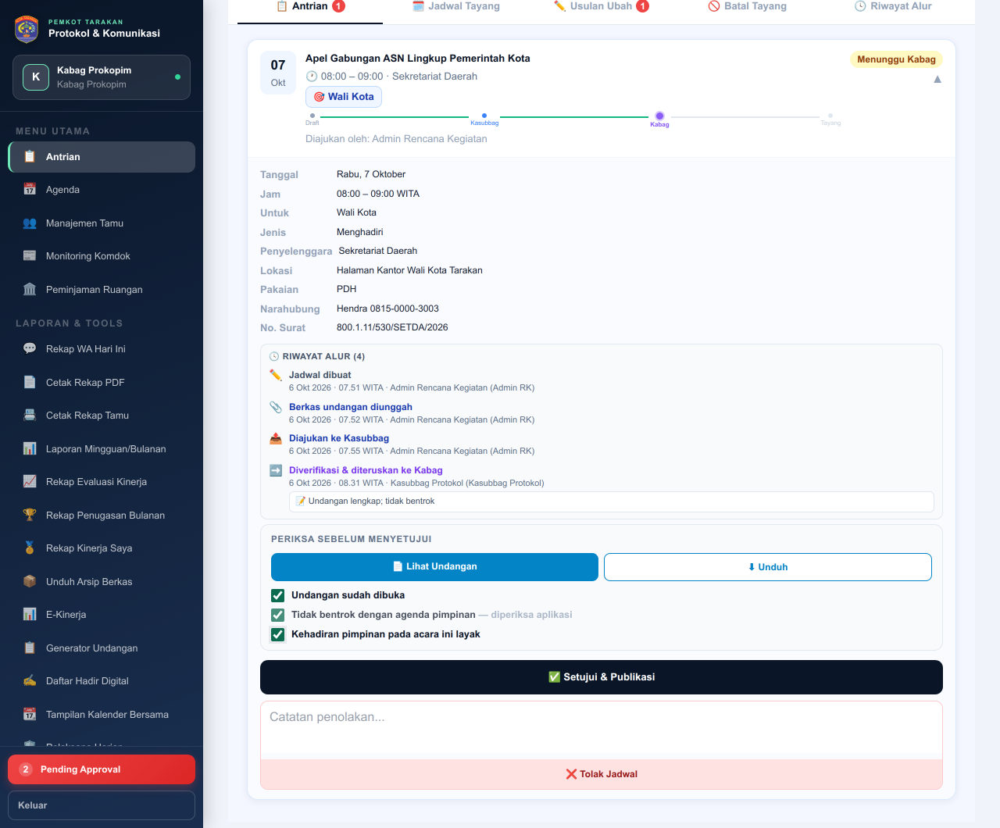 PEMKOT TARAKAN
Protokol & Komunikasi
K
Kabag Prokopim
Kabag Prokopim
MENU UTAMA
Antrian
Agenda
Manajemen Tamu
Monitoring Komdok
Peminjaman Ruangan
LAPORAN & TOOLS
Rekap WA Hari Ini
Cetak Rekap PDF
Cetak Rekap Tamu
Laporan Mingguan/Bulanan
Rekap Evaluasi Kinerja
Rekap Penugasan Bulanan
Rekap Kinerja Saya
Unduh Arsip Berkas
E-Kinerja
Generator Undangan
Daftar Hadir Digital
Tampilan Kalender Bersama
2 Pending Approval
Keluar
Antrian 1
Jadwal Tayang
Usulan Ubah 1
Batal Tayang
Riwayat Alur
07
Okt
Apel Gabungan ASN Lingkup Pemerintah Kota
08:00 – 09:00 · Sekretariat Daerah
Wali Kota
Menunggu Kabag
Draft
Kasubbag
Kabag
Tayang
Diajukan oleh: Admin Rencana Kegiatan
Tanggal Rabu, 7 Oktober
Jam 08:00 – 09:00 WITA
Untuk Wali Kota
Jenis Menghadiri
Penyelenggara Sekretariat Daerah
Lokasi Halaman Kantor Wali Kota Tarakan
Pakaian PDH
Narahubung Hendra 0815-0000-3003
No. Surat 800.1.11/530/SETDA/2026
RIWAYAT ALUR (4)
Jadwal dibuat
6 Okt 2026 · 07.51 WITA · Admin Rencana Kegiatan (Admin RK)
Berkas undangan diunggah
6 Okt 2026 · 07.52 WITA · Admin Rencana Kegiatan (Admin RK)
Diajukan ke Kasubbag
6 Okt 2026 · 07.55 WITA · Admin Rencana Kegiatan (Admin RK)
Diverifikasi & diteruskan ke Kabag
6 Okt 2026 · 08.31 WITA · Kasubbag Protokol (Kasubbag Protokol)
Undangan lengkap; tidak bentrok
PERIKSA SEBELUM MENYETUJUI
Lihat Undangan
Unduh
Undangan sudah dibuka
Tidak bentrok dengan agenda pimpinan — diperiksa aplikasi
Kehadiran pimpinan pada acara ini layak
Setujui & Publikasi
Catatan penolakan...
Tolak Jadwal